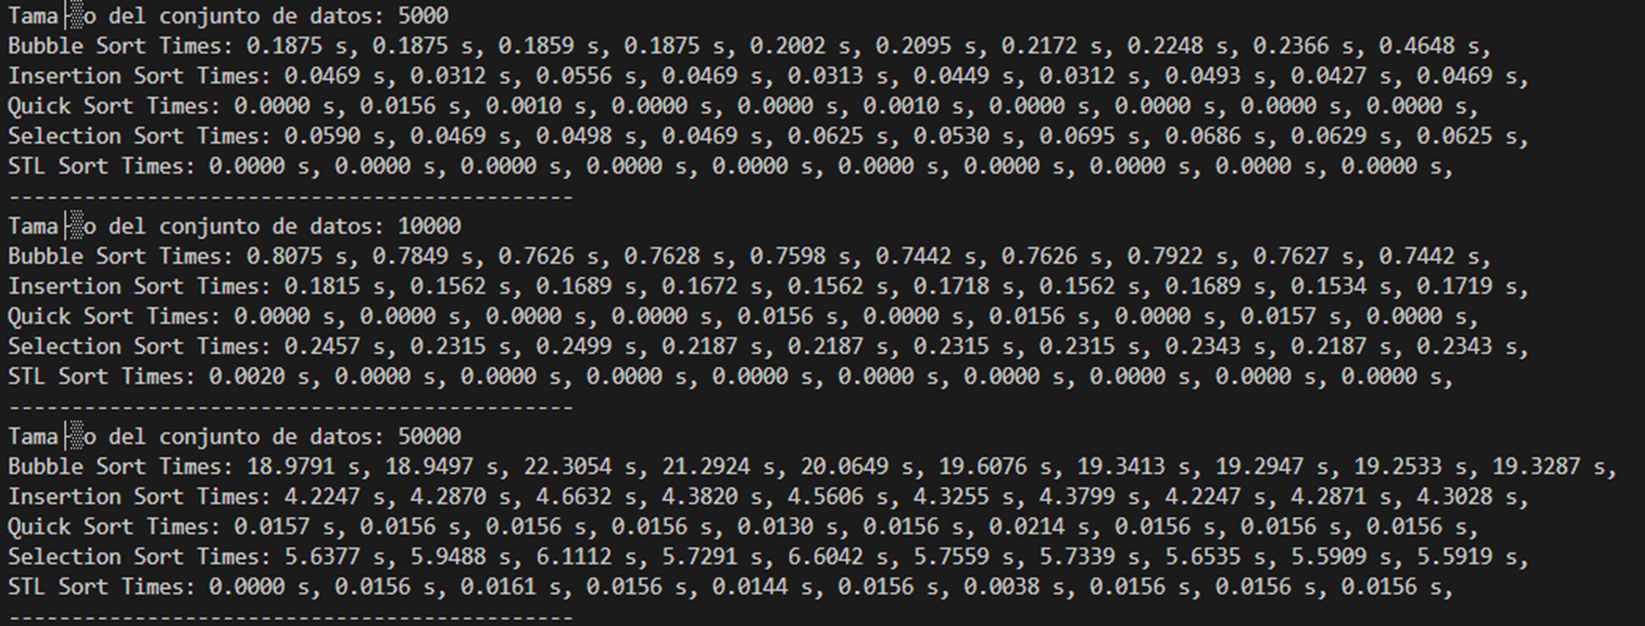 Tama├▒o del conjunto de datos: 5000
Bubble Sort Times: 0.1875 s, 0.1875 s, 0.1859 s, 0.1875 s, 0.2002 s, 0.2095 s, 0.2172 s, 0.2248 s, 0.2366 s, 0.4648 s,
Insertion Sort Times: 0.0469 s, 0.0312 s, 0.0556 s, 0.0469 s, 0.0313 s, 0.0449 s, 0.0312 s, 0.0493 s, 0.0427 s, 0.0469 s,
Quick Sort Times: 0.0000 s, 0.0156 s, 0.0010 s, 0.0000 s, 0.0000 s, 0.0010 s, 0.0000 s, 0.0000 s, 0.0000 s, 0.0000 s,
Selection Sort Times: 0.0590 s, 0.0469 s, 0.0498 s, 0.0469 s, 0.0625 s, 0.0530 s, 0.0695 s, 0.0686 s, 0.0629 s, 0.0625 s,
STL Sort Times: 0.0000 s, 0.0000 s, 0.0000 s, 0.0000 s, 0.0000 s, 0.0000 s, 0.0000 s, 0.0000 s, 0.0000 s, 0.0000 s,
---------------------------------------------
Tama├▒o del conjunto de datos: 10000
Bubble Sort Times: 0.8075 s, 0.7849 s, 0.7626 s, 0.7628 s, 0.7598 s, 0.7442 s, 0.7626 s, 0.7922 s, 0.7627 s, 0.7442 s,
Insertion Sort Times: 0.1815 s, 0.1562 s, 0.1689 s, 0.1672 s, 0.1562 s, 0.1718 s, 0.1562 s, 0.1689 s, 0.1534 s, 0.1719 s,
Quick Sort Times: 0.0000 s, 0.0000 s, 0.0000 s, 0.0000 s, 0.0156 s, 0.0000 s, 0.0156 s, 0.0000 s, 0.0157 s, 0.0000 s,
Selection Sort Times: 0.2457 s, 0.2315 s, 0.2499 s, 0.2187 s, 0.2187 s, 0.2315 s, 0.2315 s, 0.2343 s, 0.2187 s, 0.2343 s,
STL Sort Times: 0.0020 s, 0.0000 s, 0.0000 s, 0.0000 s, 0.0000 s, 0.0000 s, 0.0000 s, 0.0000 s, 0.0000 s, 0.0000 s,
---------------------------------------------
Tama├▒o del conjunto de datos: 50000
Bubble Sort Times: 18.9791 s, 18.9497 s, 22.3054 s, 21.2924 s, 20.0649 s, 19.6076 s, 19.3413 s, 19.2947 s, 19.2533 s, 19.3287 s,
Insertion Sort Times: 4.2247 s, 4.2870 s, 4.6632 s, 4.3820 s, 4.5606 s, 4.3255 s, 4.3799 s, 4.2247 s, 4.2871 s, 4.3028 s,
Quick Sort Times: 0.0157 s, 0.0156 s, 0.0156 s, 0.0156 s, 0.0130 s, 0.0156 s, 0.0214 s, 0.0156 s, 0.0156 s, 0.0156 s,
Selection Sort Times: 5.6377 s, 5.9488 s, 6.1112 s, 5.7291 s, 6.6042 s, 5.7559 s, 5.7339 s, 5.6535 s, 5.5909 s, 5.5919 s,
STL Sort Times: 0.0000 s, 0.0156 s, 0.0161 s, 0.0156 s, 0.0144 s, 0.0156 s, 0.0038 s, 0.0156 s, 0.0156 s, 0.0156 s,
---------------------------------------------